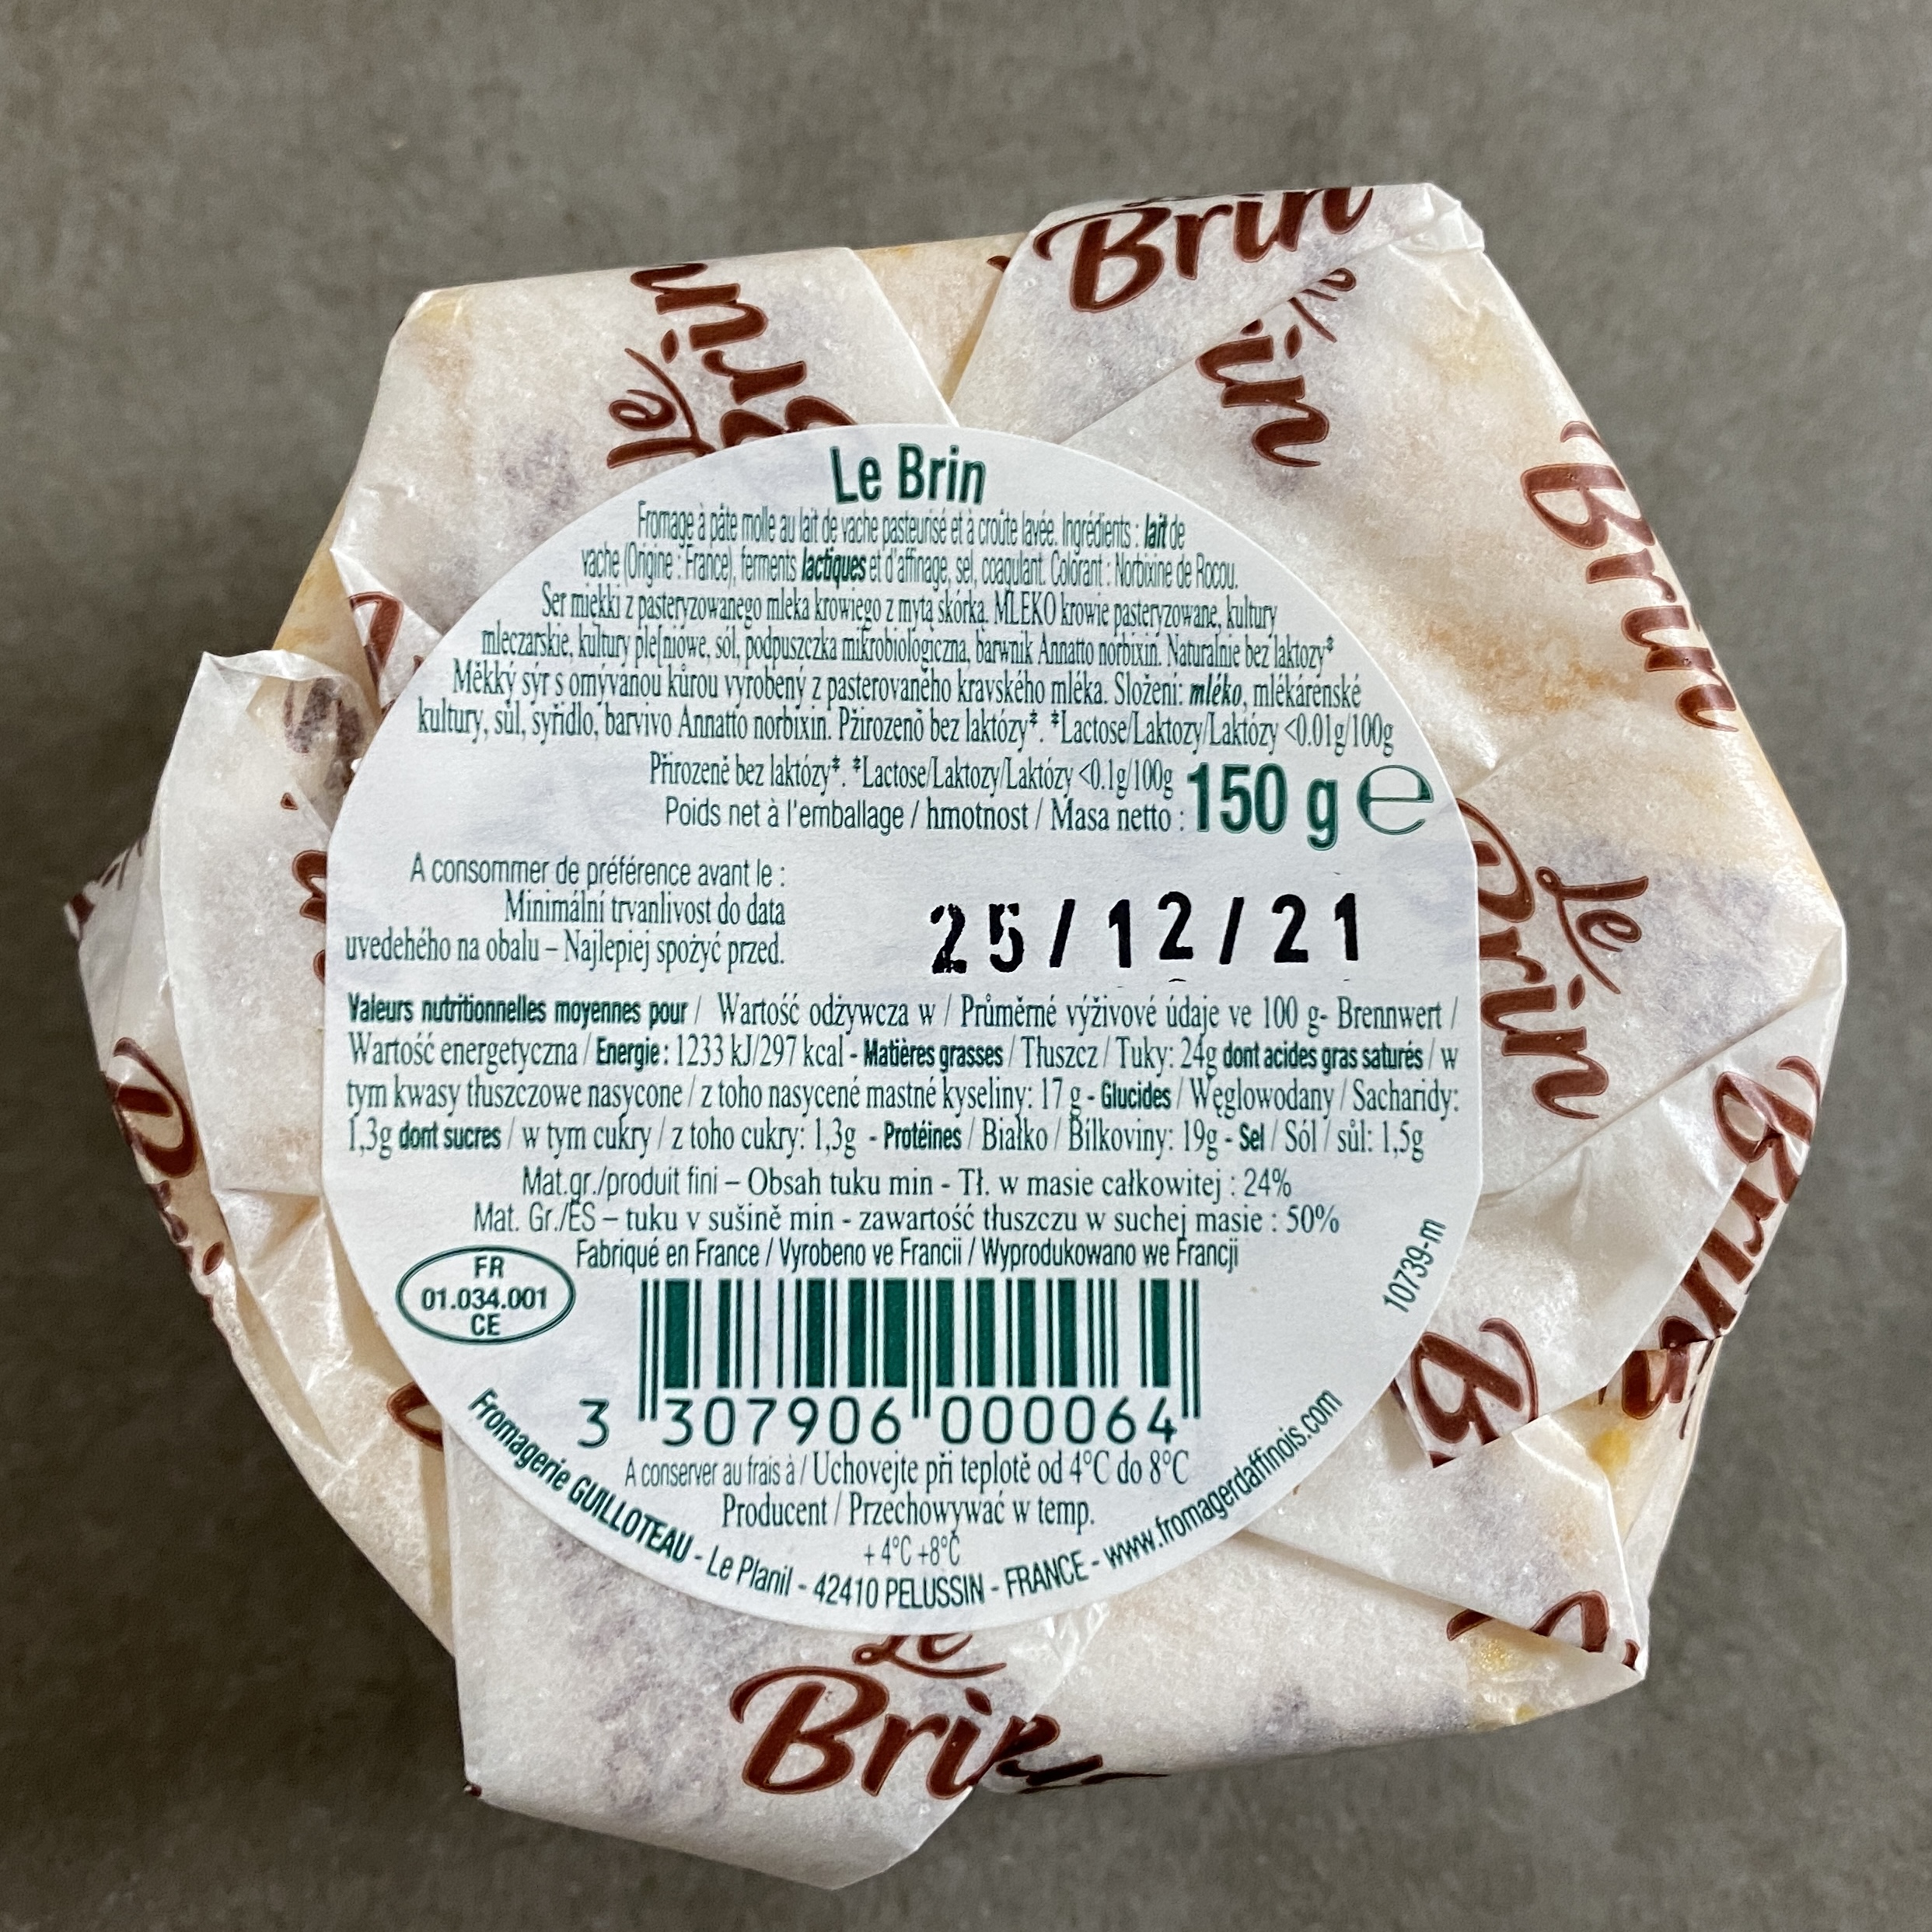 Brin
Le
Brin
Brin
Le Brin
Fromage à pâte molle au lait de vache pasteurisé et à croûte lavée. Ingrédients : lait de
vache (Origine : France), ferments lactiques et d'affinage, sel, coagulant. Colorant : Norbixine de Rocou.
Ser miękki z pasteryzowanego mleka krowiego z mytą skórką. MLEKO krowie pasteryzowane, kultury
mleczarskie, kultury pleśniowe, sól, podpuszczka mikrobiologiczna, barwnik Annatto norbixin. Naturalnie bez laktozy*
Měkký sýr s omývanou kůrou vyrobený z pasterovaného kravského mléka. Složení: mléko, mlékárenské
kultury, sůl, syřidlo, barvivo Annatto norbixin. Pžirozenō bez laktózy*. *Lactose/Laktozy/Laktózy <0.01g/100g
Přirozeně bez laktózy*. *Lactose/Laktozy/Laktózy <0.1g/100g
Poids net à l'emballage / hmotnost / Masa netto : 150 g e
A consommer de préférence avant le :
Minimální trvanlivost do data
uvedehého na obalu – Najlepiej spożyć przed.
25/12/21
Valeurs nutritionnelles moyennes pour / Wartość odżywcza w / Průměrné výživové údaje ve 100 g- Brennwert /
Wartość energetyczna / Energie : 1233 kJ/297 kcal - Matières grasses / Tłuszcz / Tuky: 24g dont acides gras saturés / w
tym kwasy tłuszczowe nasycone / z toho nasycené mastné kyseliny: 17 g - Glucides / Węglowodany / Sacharidy:
1,3g dont sucres / w tym cukry / z toho cukry: 1,3g - Protéines / Białko / Bílkoviny: 19g - Sel / Sól / sůl: 1,5g
Mat.gr./produit fini – Obsah tuku min - Tł. w masie całkowitej : 24%
Mat. Gr./ES – tuku v sušině min - zawartość tłuszczu w suchej masie : 50%
Fabriqué en France / Vyrobeno ve Francii / Wyprodukowano we Francji
FR
01.034.001
CE
10739-m
3 307906 000064
A conserver au frais à / Uchovejte při teplotě od 4°C do 8°C
Producent / Przechowywać w temp.
+ 4°C +8°C
Fromagerie GUILLOTEAU - Le Planil - 42410 PELUSSIN - FRANCE - www.fromagerdaffinois.com
Le
Brin
Brin
Le
Brin